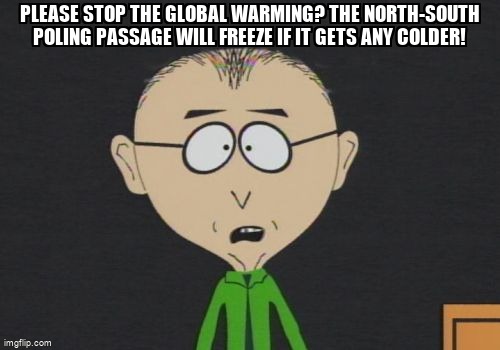 PLEASE STOP THE GLOBAL WARMING? THE NORTH-SOUTH
POLING PASSAGE WILL FREEZE IF IT GETS ANY COLDER!
imgflip.com